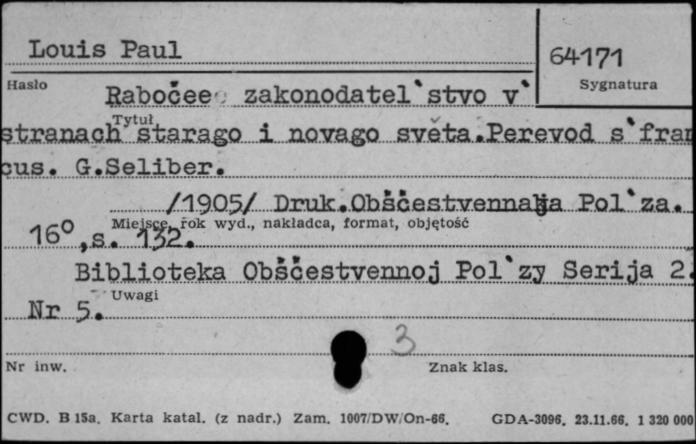 Louis Paul
64171
Hasło
Sygnatura
Rabočee zakonodatel`stvo v`
Tytuł
stranach starago i novago světa.Perevod s`fran
cus. G.Seliber.
/1905/ Druk.Obščestvennaja Pol`za.
Miejsce, rok wyd., nakładca, format, objętość
16°,s. 132.
Biblioteka Obščestvennoj Pol`zy Serija 2.
Uwagi
Nr 5.
3
Nr inw.
Znak klas.
CWD. B 15a. Karta katal. (z nadr.) Zam. 1007/DW/On-66. GDA-3096. 23.11.66. 1 320 000